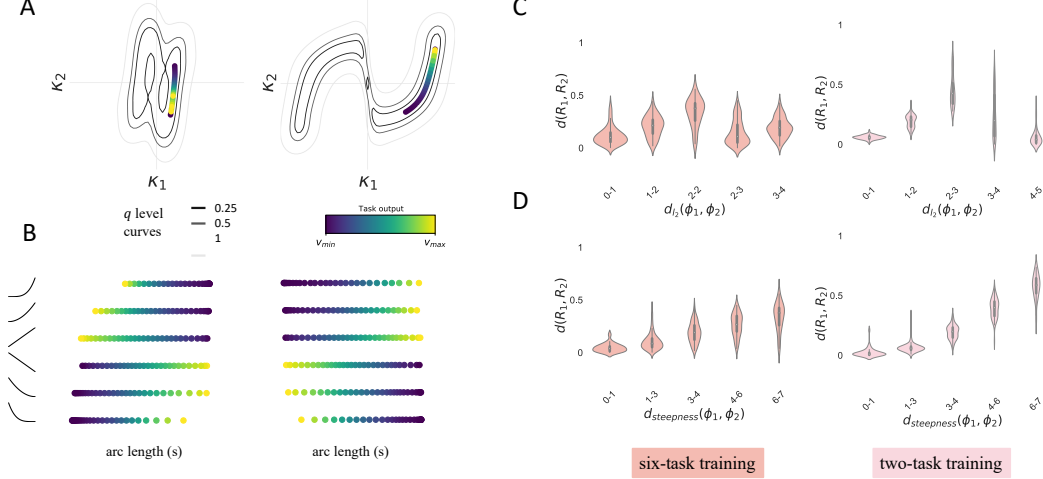 A
κ2
κ1
κ2
κ1
q level
curves
0.25
0.5
1
Task output
vmin
vmax
B
arc length (s)
arc length (s)
C
d(R1, R2)
1
0.5
0
0-1
1-2
2-2
2-3
3-4
dl2(ϕ1, ϕ2)
d(R1, R2)
1
0.5
0
0-1
1-2
2-3
3-4
4-5
dl2(ϕ1, ϕ2)
D
d(R1, R2)
1
0.5
0
0-1
1-3
3-4
4-6
6-7
dsteepness(ϕ1, ϕ2)
d(R1, R2)
1
0.5
0
0-1
1-3
3-4
4-6
6-7
dsteepness(ϕ1, ϕ2)
six-task training
two-task training